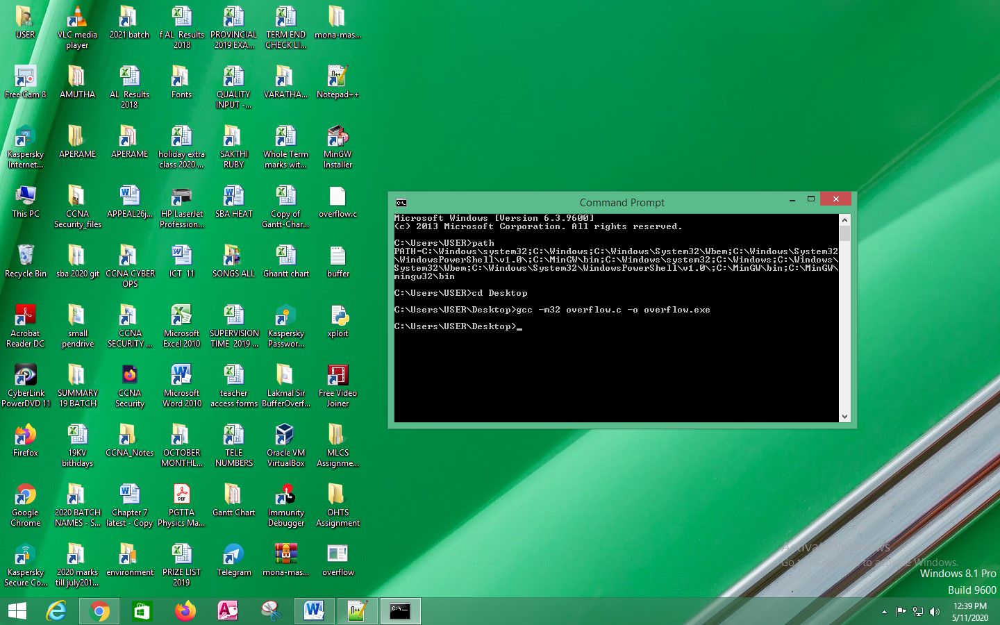 USER
VLC media
player
2021 batch
f AL Results
2018
PROVINCIAL
2019 EXA...
TERM END
CHECK LI...
mona-mas...
Free Cam 8
AMUTHA
AL Results
2018
Fonts
QUALITY
INPUT -...
VARATHA...
Notepad++
Kaspersky
Internet...
APERAME
APERAME
holiday extra
class 2020 ...
SAKTHI
RUBY
Whole Term
marks wit...
MinGW
Installer
This PC
CCNA
Security_files
APPEAL26j...
HP LaserJet
Profession...
SBA HEAT
Copy of
Gantt-Char...
overflow.c
Recycle Bin
sba 2020 git
CCNA CYBER
OPS
ICT 11
SONGS ALL
Ghantt chart
buffer
Acrobat
Reader DC
small
pendrive
CCNA
SECURITY ...
Microsoft
Excel 2010
SUPERVISION
TIME 2019 ...
Kaspersky
Passwor...
xploit
CyberLink
PowerDVD 11
SUMMARY
19 BATCH
CCNA
Security
Microsoft
Word 2010
teacher
access forms
Lakmal Sir
BufferOverf...
Free Video
Joiner
Firefox
19KV
bithdays
CCNA_Notes
OCTOBER
MONTHL...
TELE
NUMBERS
Oracle VM
VirtualBox
MLCS
Assignme...
Google
Chrome
2020 BATCH
NAMES - S...
Chapter 7
latest - Copy
PDF
PGTTA
Physics Ma...
Gantt Chart
Immunity
Debugger
OHTS
Assignment
Kaspersky
Secure Co...
2020 marks
till july201...
environment
PRIZE LIST
2019
Telegram
mona-mas...
overflow
Command Prompt
Microsoft Windows [Version 6.3.9600]
(c) 2013 Microsoft Corporation. All rights reserved.
C:\Users\USER>path
PATH=C:\Windows\system32;C:\Windows;C:\Windows\System32\Wbem;C:\Windows\System32
\WindowsPowerShell\v1.0\;C:\MinGW\bin;C:\Windows\system32;C:\Windows;C:\Windows\
System32\Wbem;C:\Windows\System32\WindowsPowerShell\v1.0\;C:\MinGW\bin;C:\MinGW\
mingw32\bin
C:\Users\USER>cd Desktop
C:\Users\USER\Desktop>gcc -m32 overflow.c -o overflow.exe
C:\Users\USER\Desktop>_
Activate Windows
Go to to activate Windows.
Windows 8.1 Pro
Build 9600
12:39 PM
5/11/2020